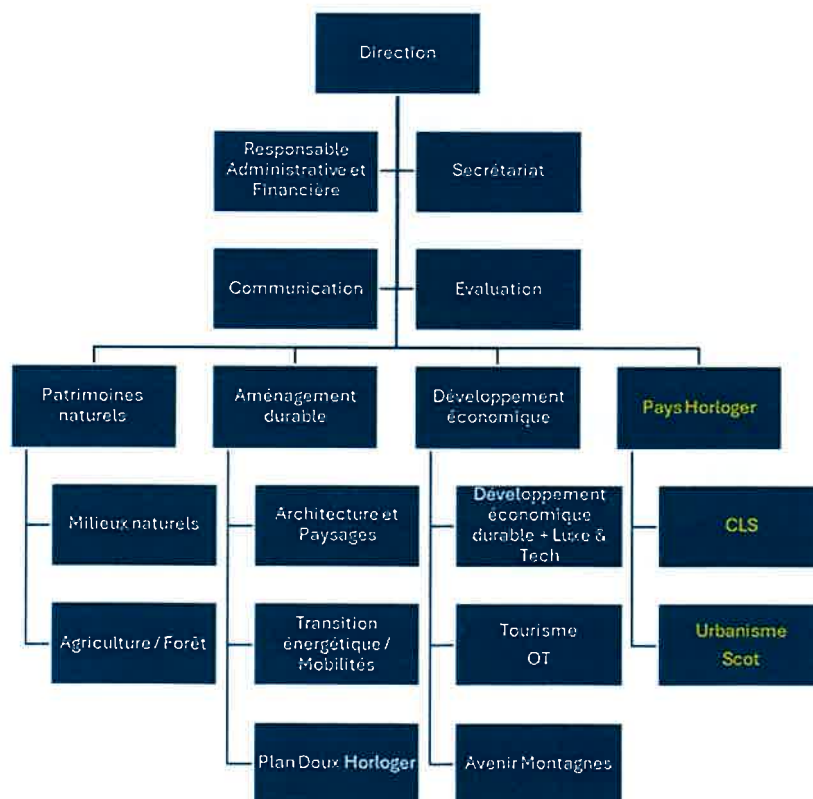 Direction
Responsable
Administrative et
Financière
Secrétariat
Communication
Evaluation
Patrimoines
naturels
Aménagement
durable
Développement
économique
Pays Horloger
Milieux naturels
Architecture et
Paysages
Développement
économique
durable + Luxe &
Tech
CLS
Agriculture / Forêt
Transition
énergétique /
Mobilités
Tourisme
OT
Urbanisme
Scot
Plan Doux Horloger
Avenir Montagnes